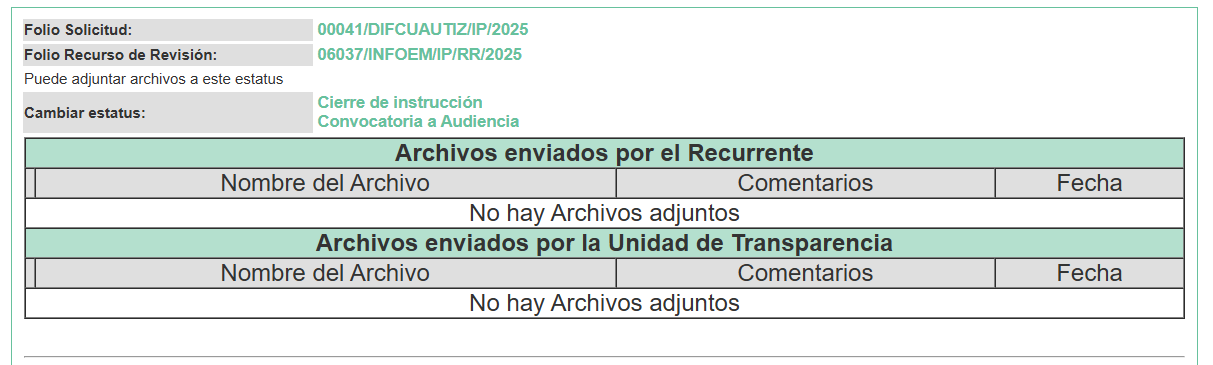 Folio Solicitud: 00041/DIFCUAUTIZ/IP/2025
Folio Recurso de Revisión: 06037/INFOEM/IP/RR/2025
Puede adjuntar archivos a este estatus
Cambiar estatus: Cierre de instrucción
Convocatoria a Audiencia
Archivos enviados por el Recurrente
Nombre del Archivo Comentarios Fecha
No hay Archivos adjuntos
Archivos enviados por la Unidad de Transparencia
Nombre del Archivo Comentarios Fecha
No hay Archivos adjuntos